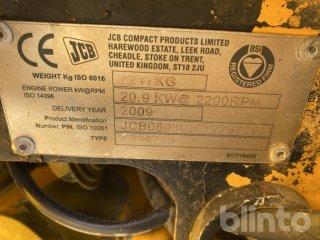 CE
JCB
JCB COMPACT PRODUCTS LIMITED
HAREWOOD ESTATE, LEEK ROAD,
CHEADLE, STOKE ON TRENT,
UNITED KINGDOM, ST10 2JU
BSI
REGISTERED FIRM
WEIGHT Kg ISO 6016
KG
ENGINE POWER kW@RPM
ISO 14396
20.9 KW@ 2200RPM
DELIVERY YEAR
2009
Product Identification
Number, PIN, ISO 10261
TYPE
blinto